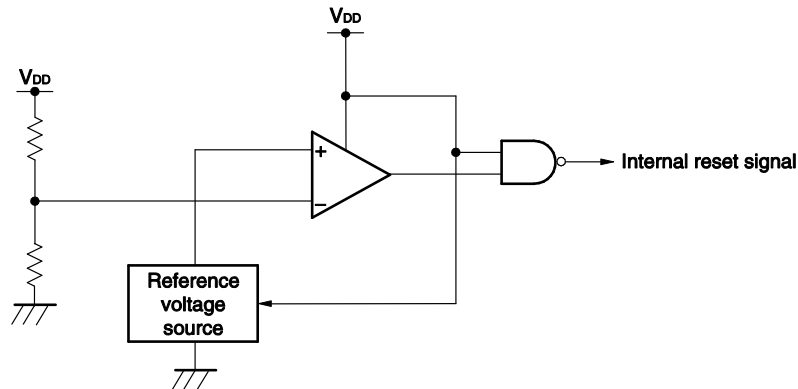 VDD
VDD
+
−
Internal reset signal
Reference
voltage
source